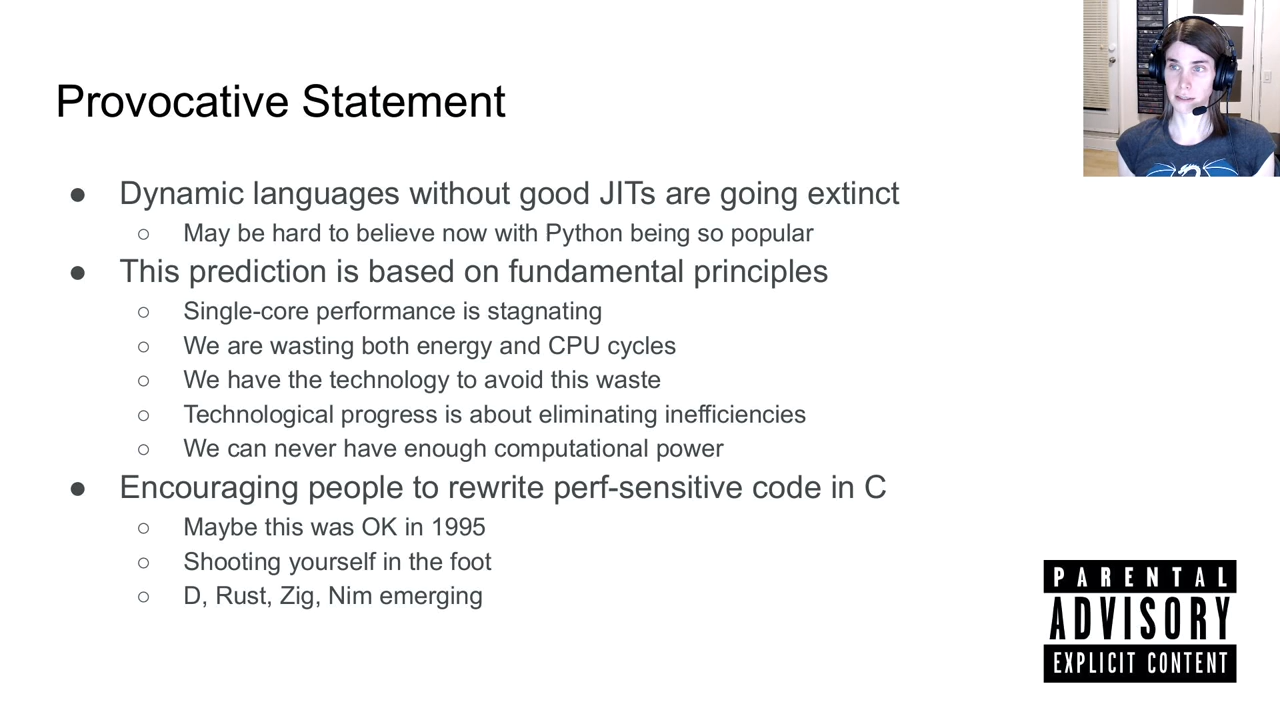 Provocative Statement
● Dynamic languages without good JITs are going extinct
○ May be hard to believe now with Python being so popular
● This prediction is based on fundamental principles
○ Single-core performance is stagnating
○ We are wasting both energy and CPU cycles
○ We have the technology to avoid this waste
○ Technological progress is about eliminating inefficiencies
○ We can never have enough computational power
● Encouraging people to rewrite perf-sensitive code in C
○ Maybe this was OK in 1995
○ Shooting yourself in the foot
○ D, Rust, Zig, Nim emerging
PARENTAL
ADVISORY
EXPLICIT CONTENT